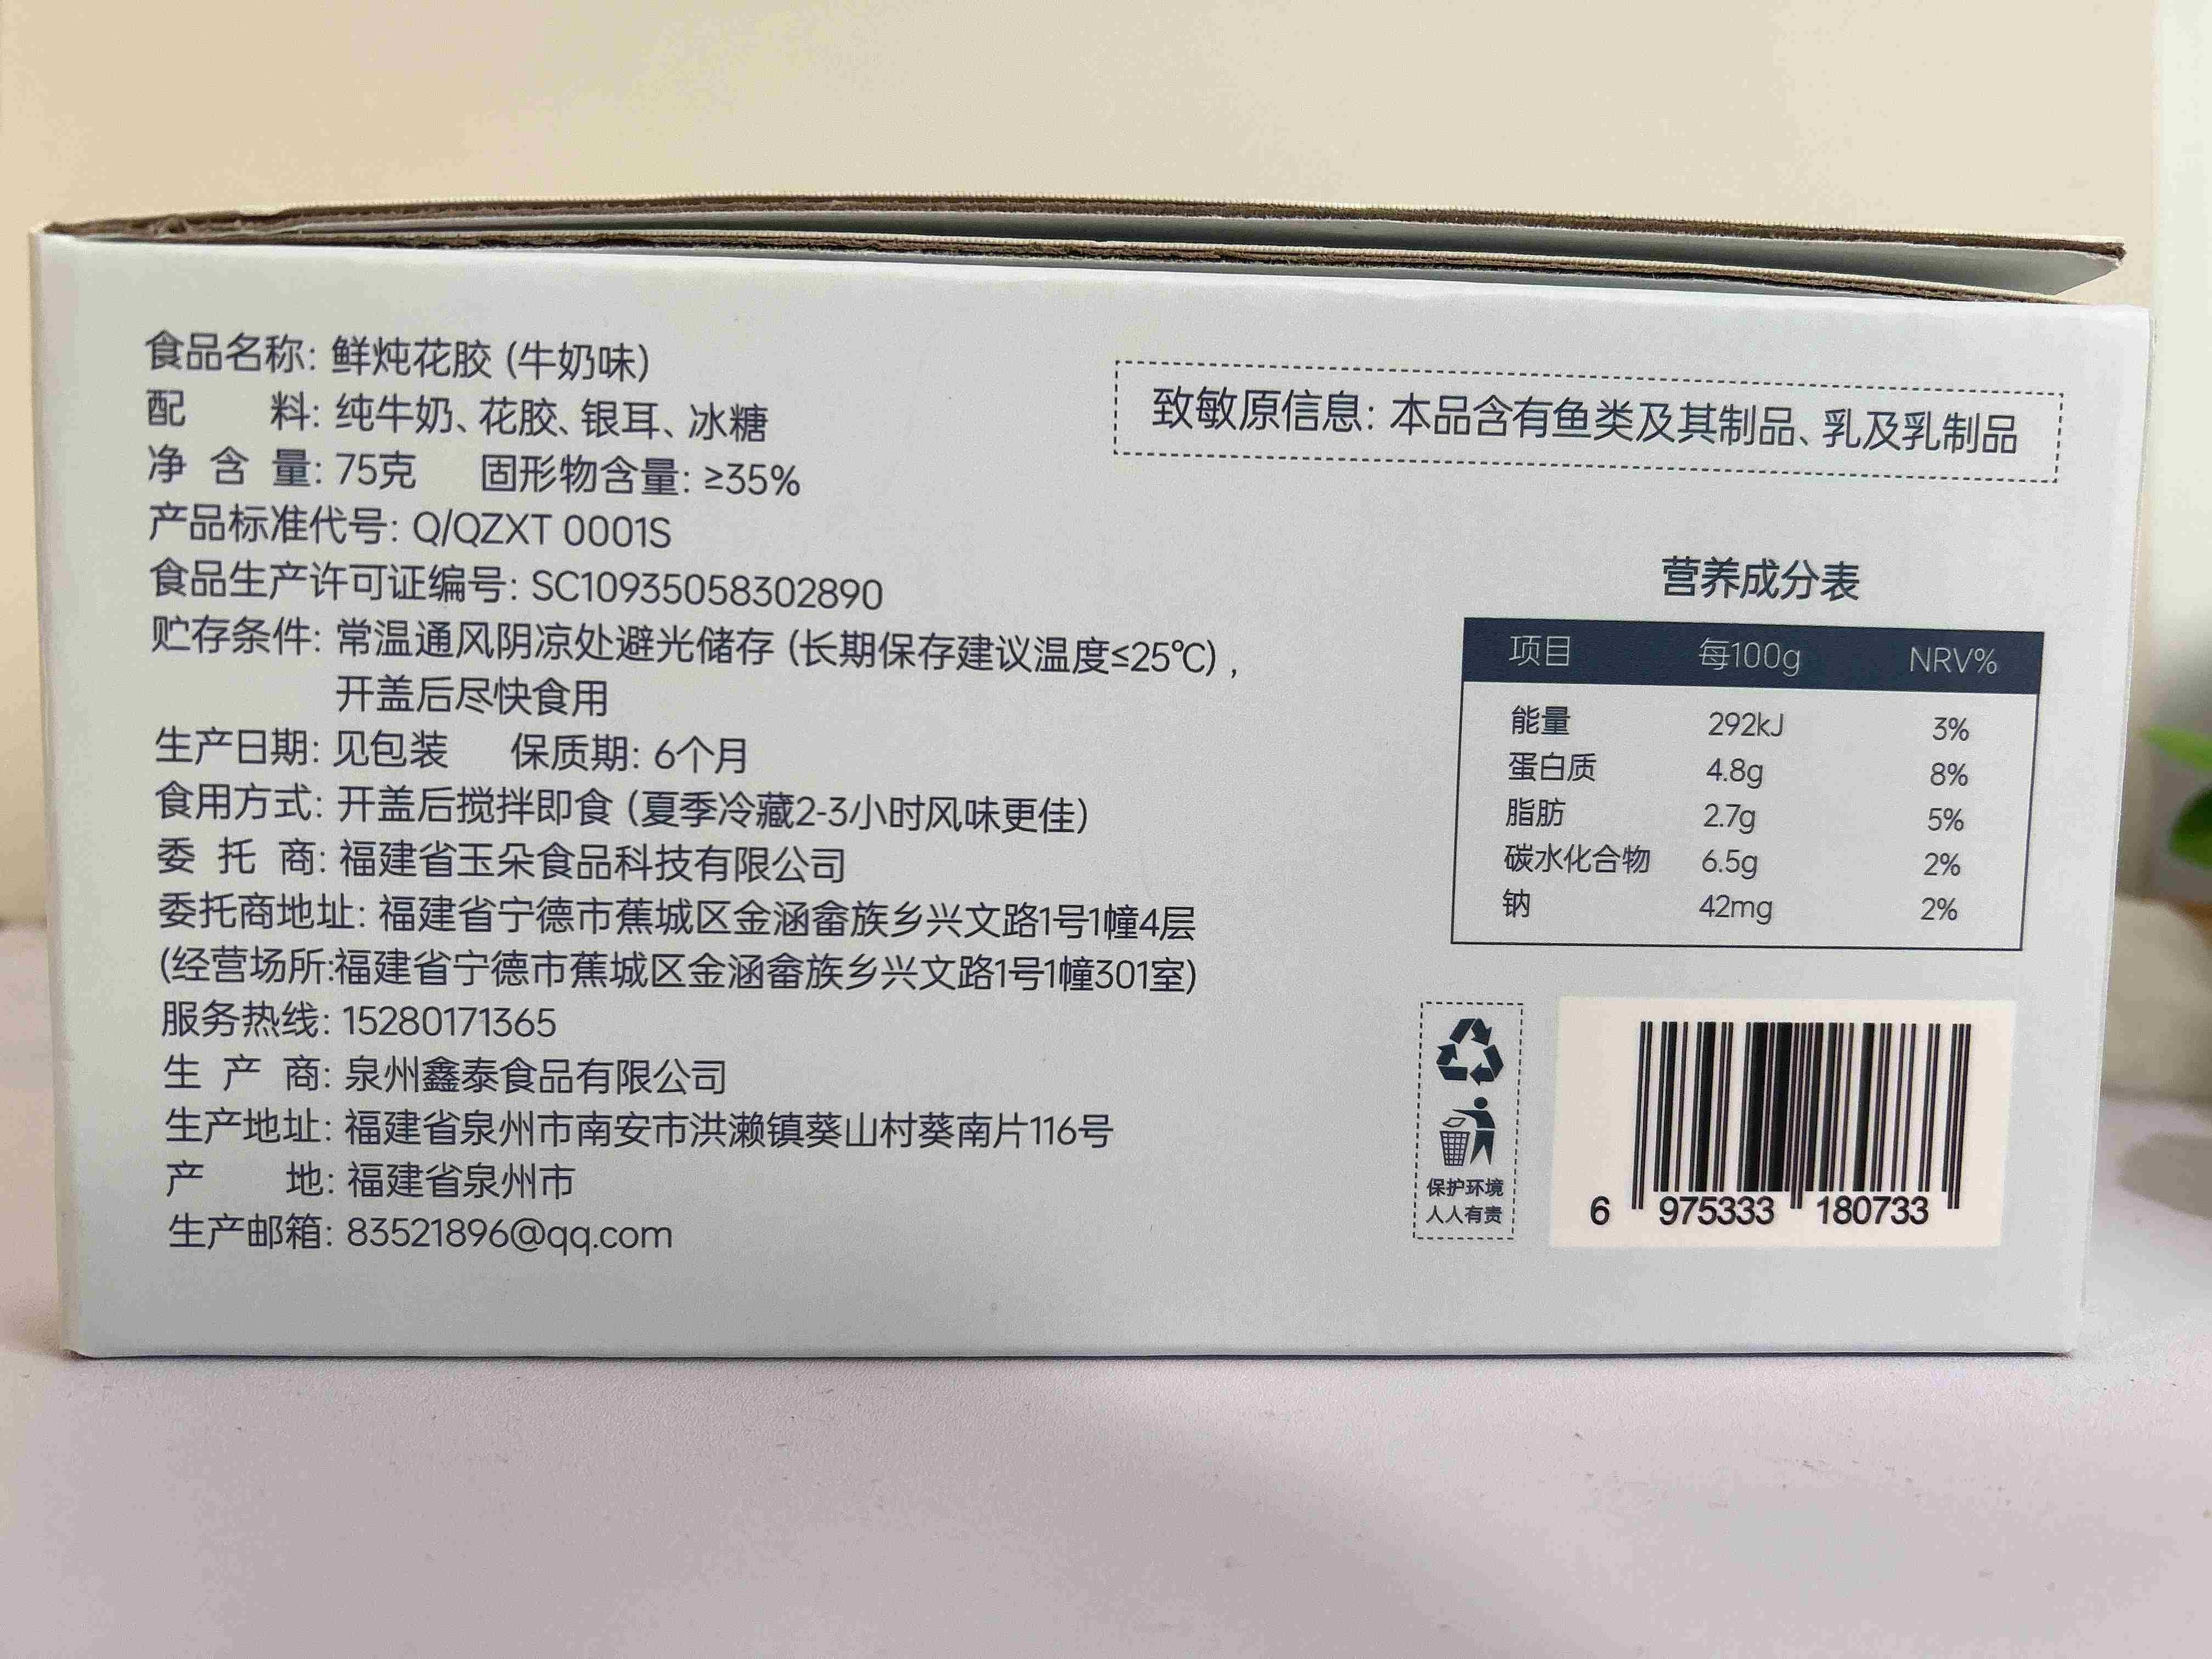 食品名称: 鲜炖花胶 (牛奶味)
配 料: 纯牛奶、花胶、银耳、冰糖
净 含 量: 75克 固形物含量: ≥35%
产品标准代号: Q/QZXT 0001S
食品生产许可证编号: SC10935058302890
贮存条件: 常温通风阴凉处避光储存 (长期保存建议温度≤25℃) ,
开盖后尽快食用
生产日期: 见包装 保质期: 6个月
食用方式: 开盖后搅拌即食 (夏季冷藏2-3小时风味更佳)
委 托 商: 福建省玉朵食品科技有限公司
委托商地址: 福建省宁德市蕉城区金涵畲族乡兴文路1号1幢4层
(经营场所:福建省宁德市蕉城区金涵畲族乡兴文路1号1幢301室)
服务热线: 15280171365
生 产 商: 泉州鑫泰食品有限公司
生产地址: 福建省泉州市南安市洪濑镇葵山村葵南片116号
产 地: 福建省泉州市
生产邮箱: 83521896@qq.com
致敏原信息: 本品含有鱼类及其制品、乳及乳制品
营养成分表
项目 每100g NRV%
能量 292kJ 3%
蛋白质 4.8g 8%
脂肪 2.7g 5%
碳水化合物 6.5g 2%
钠 42mg 2%
保护环境
人人有责
6 975333 180733